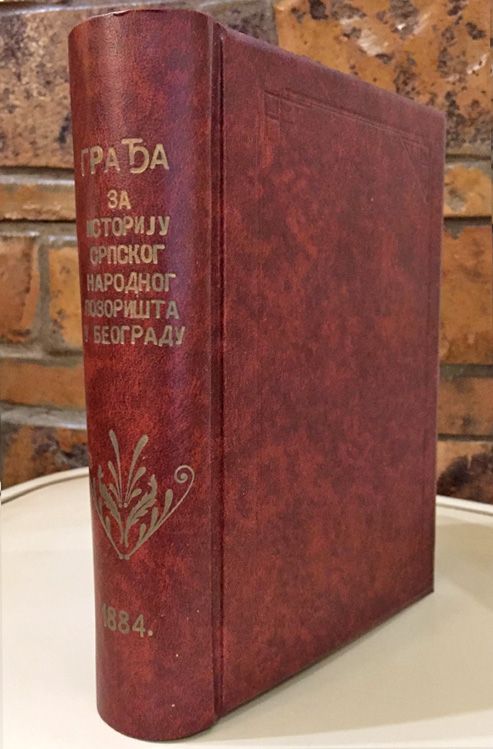 ГРАЂА
ЗА
ИСТОРИЈУ
СРПСКОГ
НАРОДНОГ
ПОЗОРИШТА
У БЕОГРАДУ
1884.